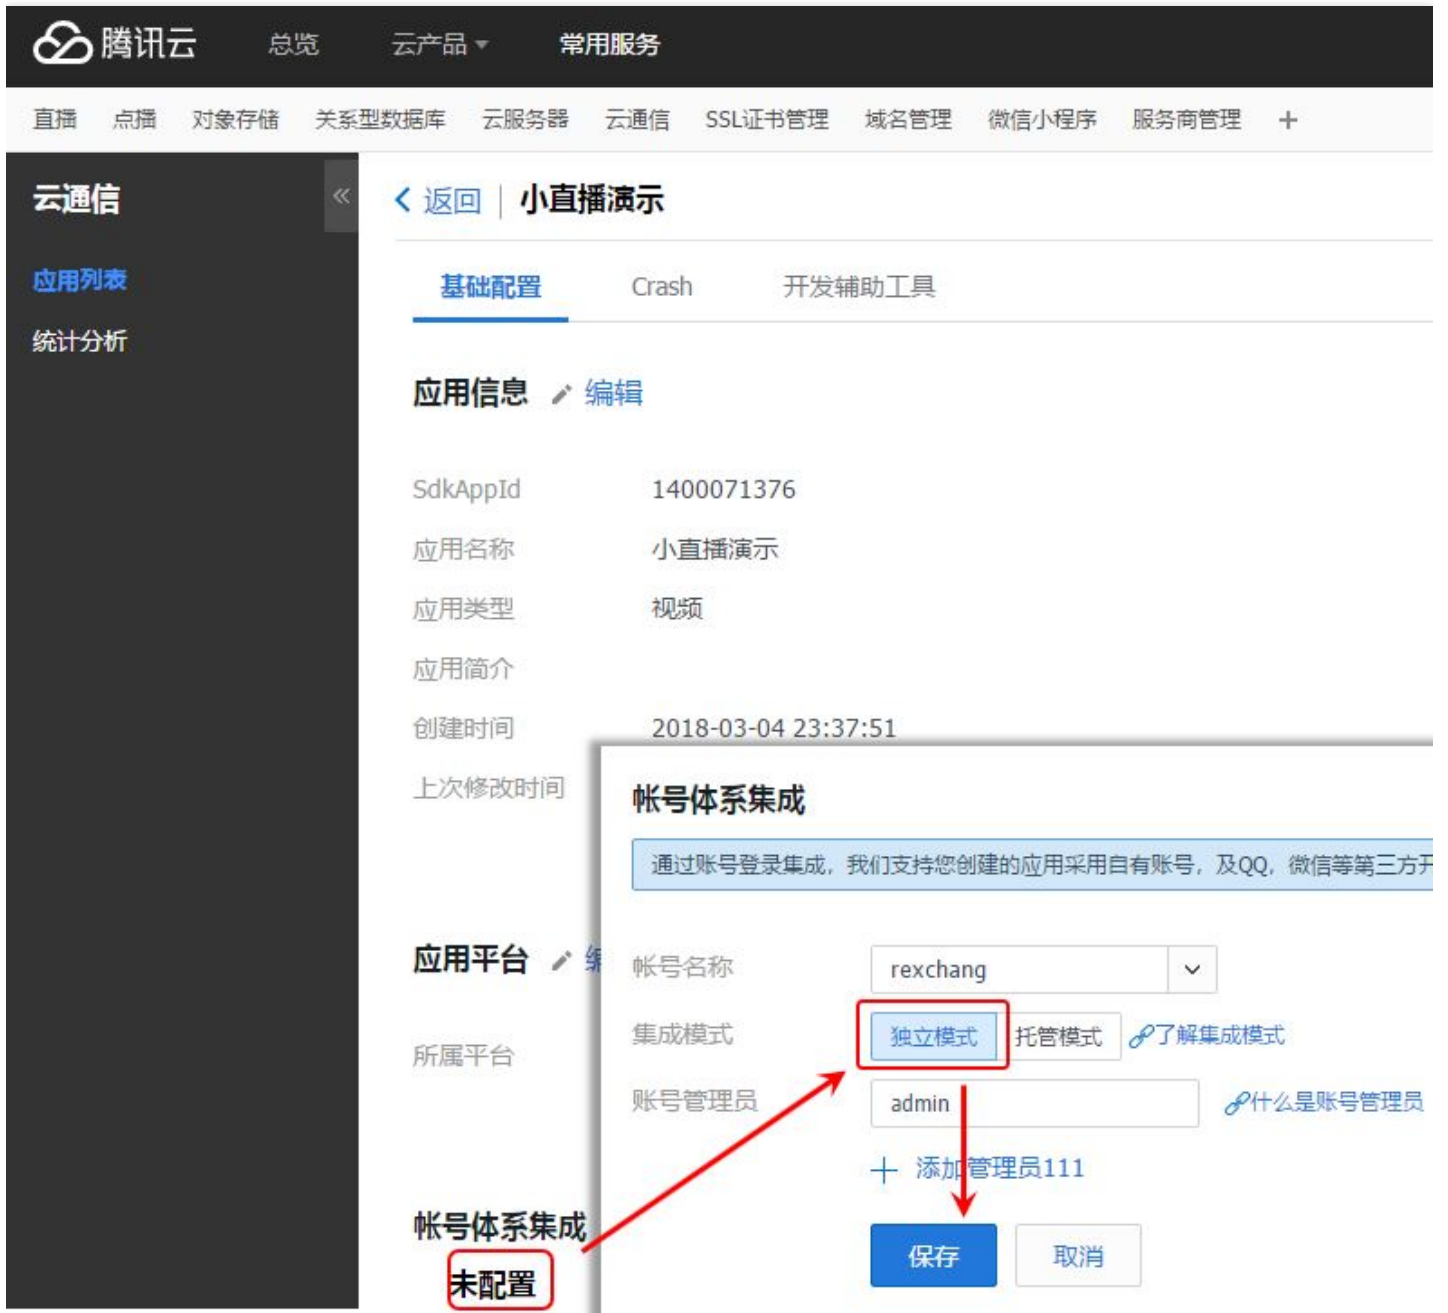 腾讯云 总览 云产品 常用服务
直播 点播 对象存储 关系型数据库 云服务器 云通信 SSL证书管理 域名管理 微信小程序 服务商管理 +
云通信 «
应用列表
统计分析
返回 | 小直播演示
基础配置 Crash 开发辅助工具
应用信息 编辑
SdkAppId 1400071376
应用名称 小直播演示
应用类型 视频
应用简介
创建时间 2018-03-04 23:37:51
上次修改时间
应用平台
所属平台
帐号体系集成
未配置
帐号体系集成
通过账号登录集成，我们支持您创建的应用采用自有账号，及QQ，微信等第三方开
帐号名称 rexchang
集成模式 独立模式 托管模式 了解集成模式
账号管理员 admin 什么是账号管理员
+ 添加管理员111
保存 取消